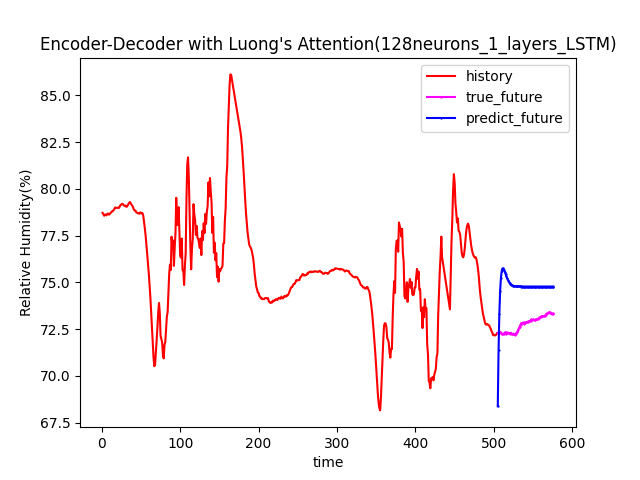 Encoder-Decoder with Luong's Attention(128neurons_1_layers_LSTM)
history
true_future
predict_future
Relative Humidity(%)
85.0
82.5
80.0
77.5
75.0
72.5
70.0
67.5
0 100 200 300 400 500 600
time